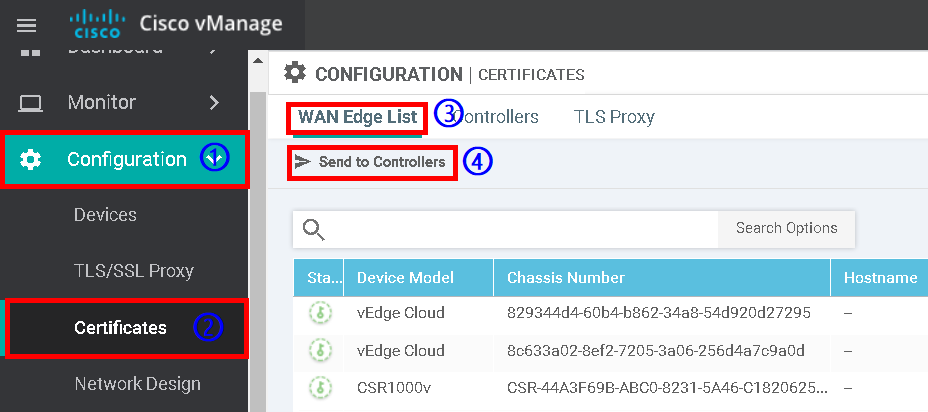 cisco Cisco vManage
Dashboard
Monitor
Configuration 1
Devices
TLS/SSL Proxy
Certificates 2
Network Design
CONFIGURATION | CERTIFICATES
WAN Edge List 3 Controllers TLS Proxy
Send to Controllers 4
Search Options
Sta... Device Model Chassis Number Hostname
vEdge Cloud 829344d4-60b4-b862-34a8-54d920d27295 --
vEdge Cloud 8c633a02-8ef2-7205-3a06-256d4a7c9a0d --
CSR1000v CSR-44A3F69B-ABC0-8231-5A46-C1820625... --